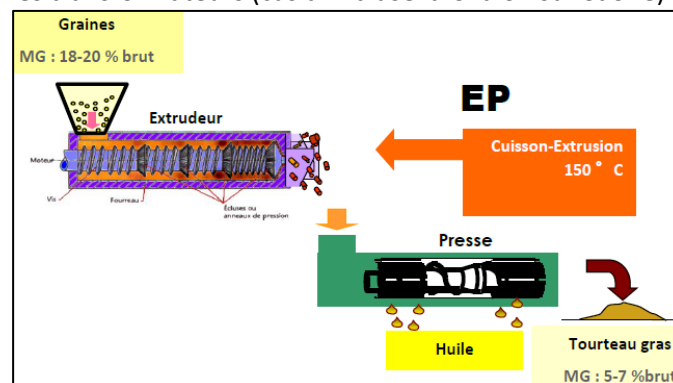 Graines
MG : 18-20 % brut
EP
Extrudeur
Cuisson-Extrusion
150 ° C
Moteur
Vis
Fourreau
Écluses ou
anneaux de pression
Presse
Huile
Tourteau gras
MG : 5-7 %brut